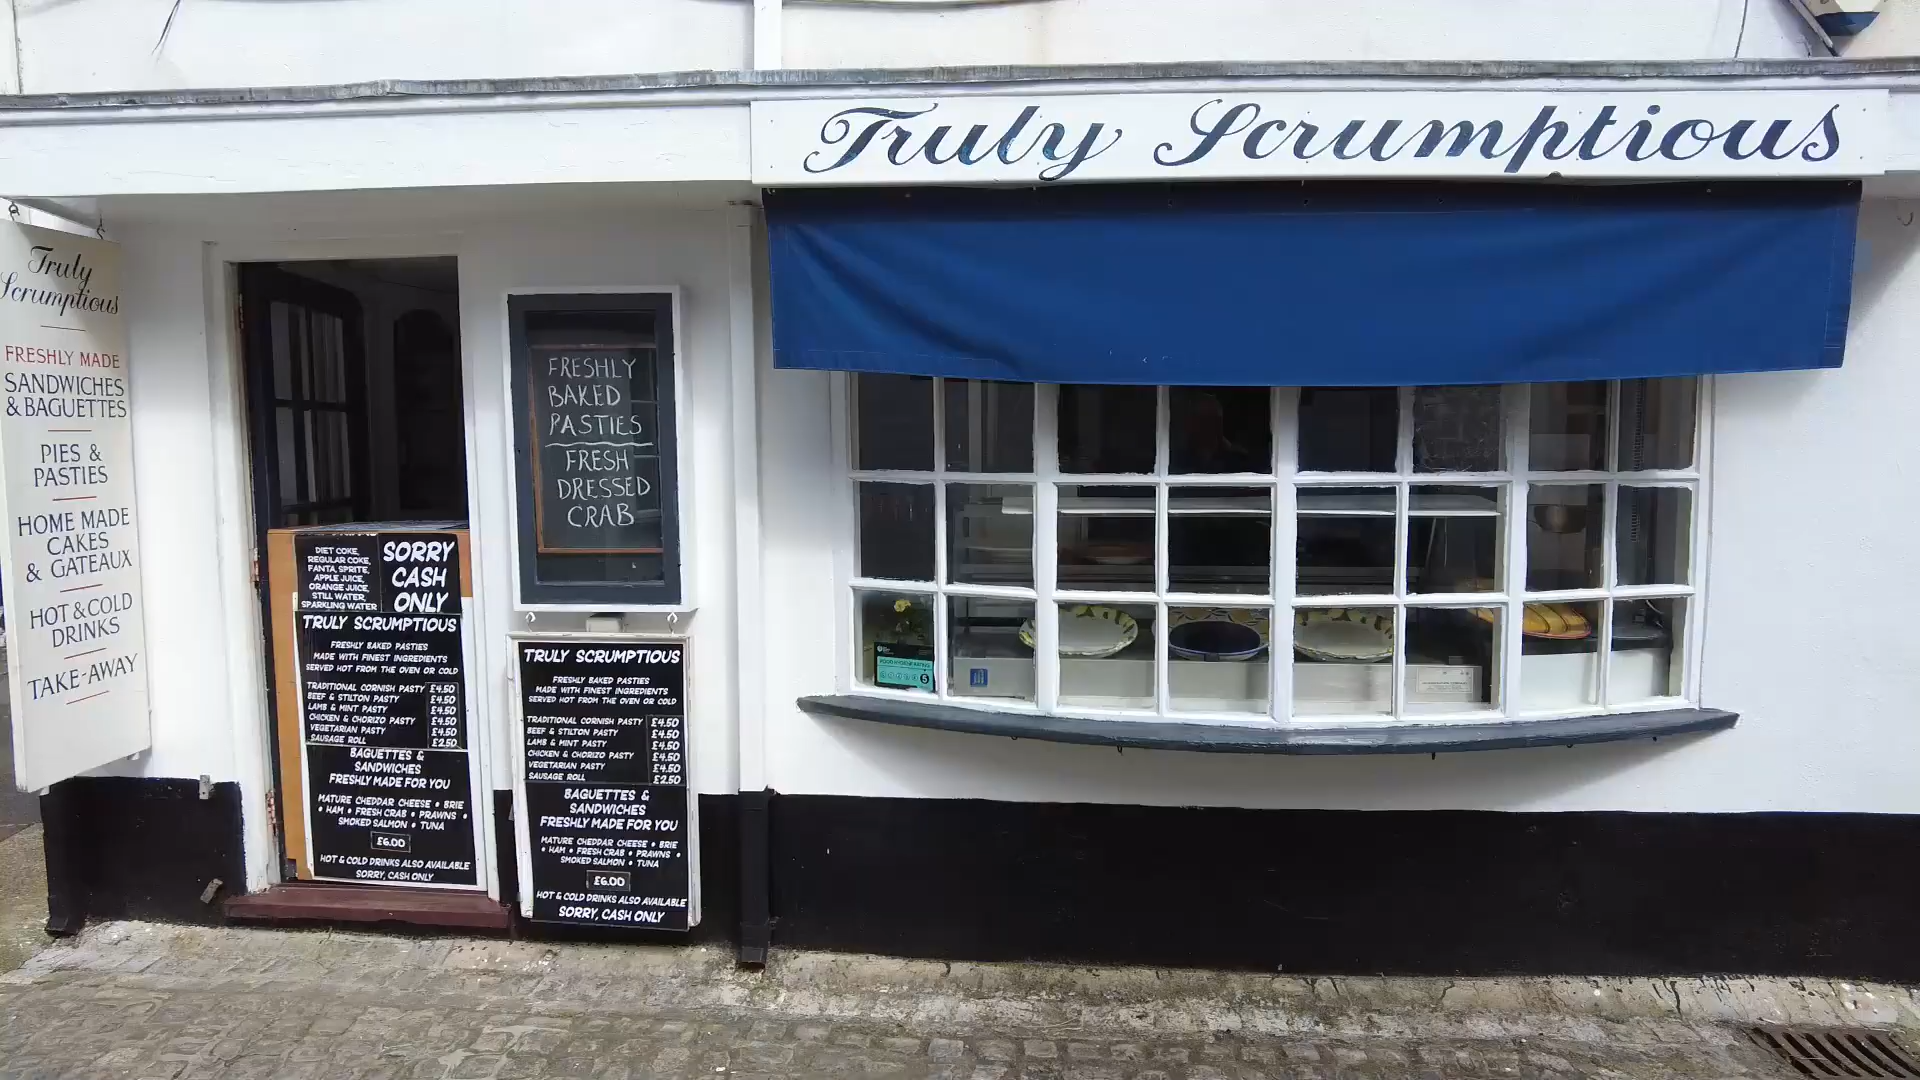 Truly Scrumptious
Truly
Scrumptious
FRESHLY MADE
SANDWICHES
& BAGUETTES
PIES &
PASTIES
HOME MADE
CAKES
& GATEAUX
HOT & COLD
DRINKS
TAKE-AWAY
FRESHLY
BAKED
PASTIES
FRESH
DRESSED
CRAB
DIET COKE,
REGULAR COKE,
FANTA, SPRITE,
APPLE JUICE,
ORANGE JUICE,
STILL WATER,
SPARKLING WATER
SORRY
CASH
ONLY
TRULY SCRUMPTIOUS
FRESHLY BAKED PASTIES
MADE WITH FINEST INGREDIENTS
SERVED HOT FROM THE OVEN OR COLD
TRADITIONAL CORNISH PASTY £4.50
BEEF & STILTON PASTY £4.50
LAMB & MINT PASTY £4.50
CHICKEN & CHORIZO PASTY £4.50
VEGETARIAN PASTY £4.50
SAUSAGE ROLL £2.50
BAGUETTES &
SANDWICHES
FRESHLY MADE FOR YOU
MATURE CHEDDAR CHEESE • BRIE
• HAM • FRESH CRAB • PRAWNS •
SMOKED SALMON • TUNA
£6.00
HOT & COLD DRINKS ALSO AVAILABLE
SORRY, CASH ONLY
TRULY SCRUMPTIOUS
FRESHLY BAKED PASTIES
MADE WITH FINEST INGREDIENTS
SERVED HOT FROM THE OVEN OR COLD
TRADITIONAL CORNISH PASTY £4.50
BEEF & STILTON PASTY £4.50
LAMB & MINT PASTY £4.50
CHICKEN & CHORIZO PASTY £4.50
VEGETARIAN PASTY £4.50
SAUSAGE ROLL £2.50
BAGUETTES &
SANDWICHES
FRESHLY MADE FOR YOU
MATURE CHEDDAR CHEESE • BRIE
• HAM • FRESH CRAB • PRAWNS •
SMOKED SALMON • TUNA
£6.00
HOT & COLD DRINKS ALSO AVAILABLE
SORRY, CASH ONLY
FOOD HYGIENE RATING
5